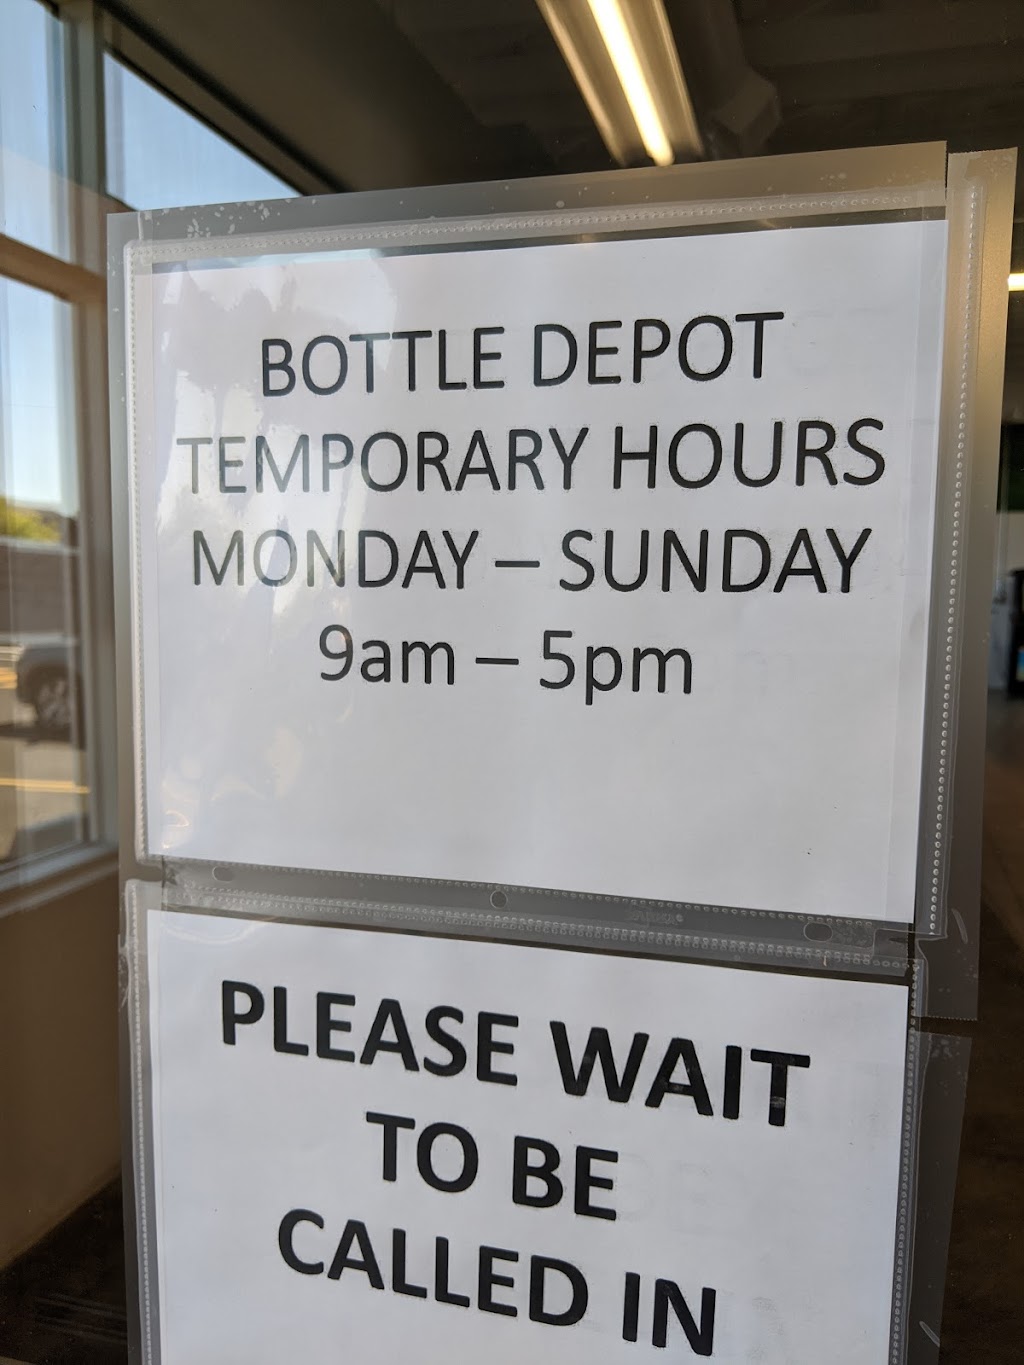 BOTTLE DEPOT
TEMPORARY HOURS
MONDAY – SUNDAY
9am – 5pm
PLEASE WAIT
TO BE
CALLED IN